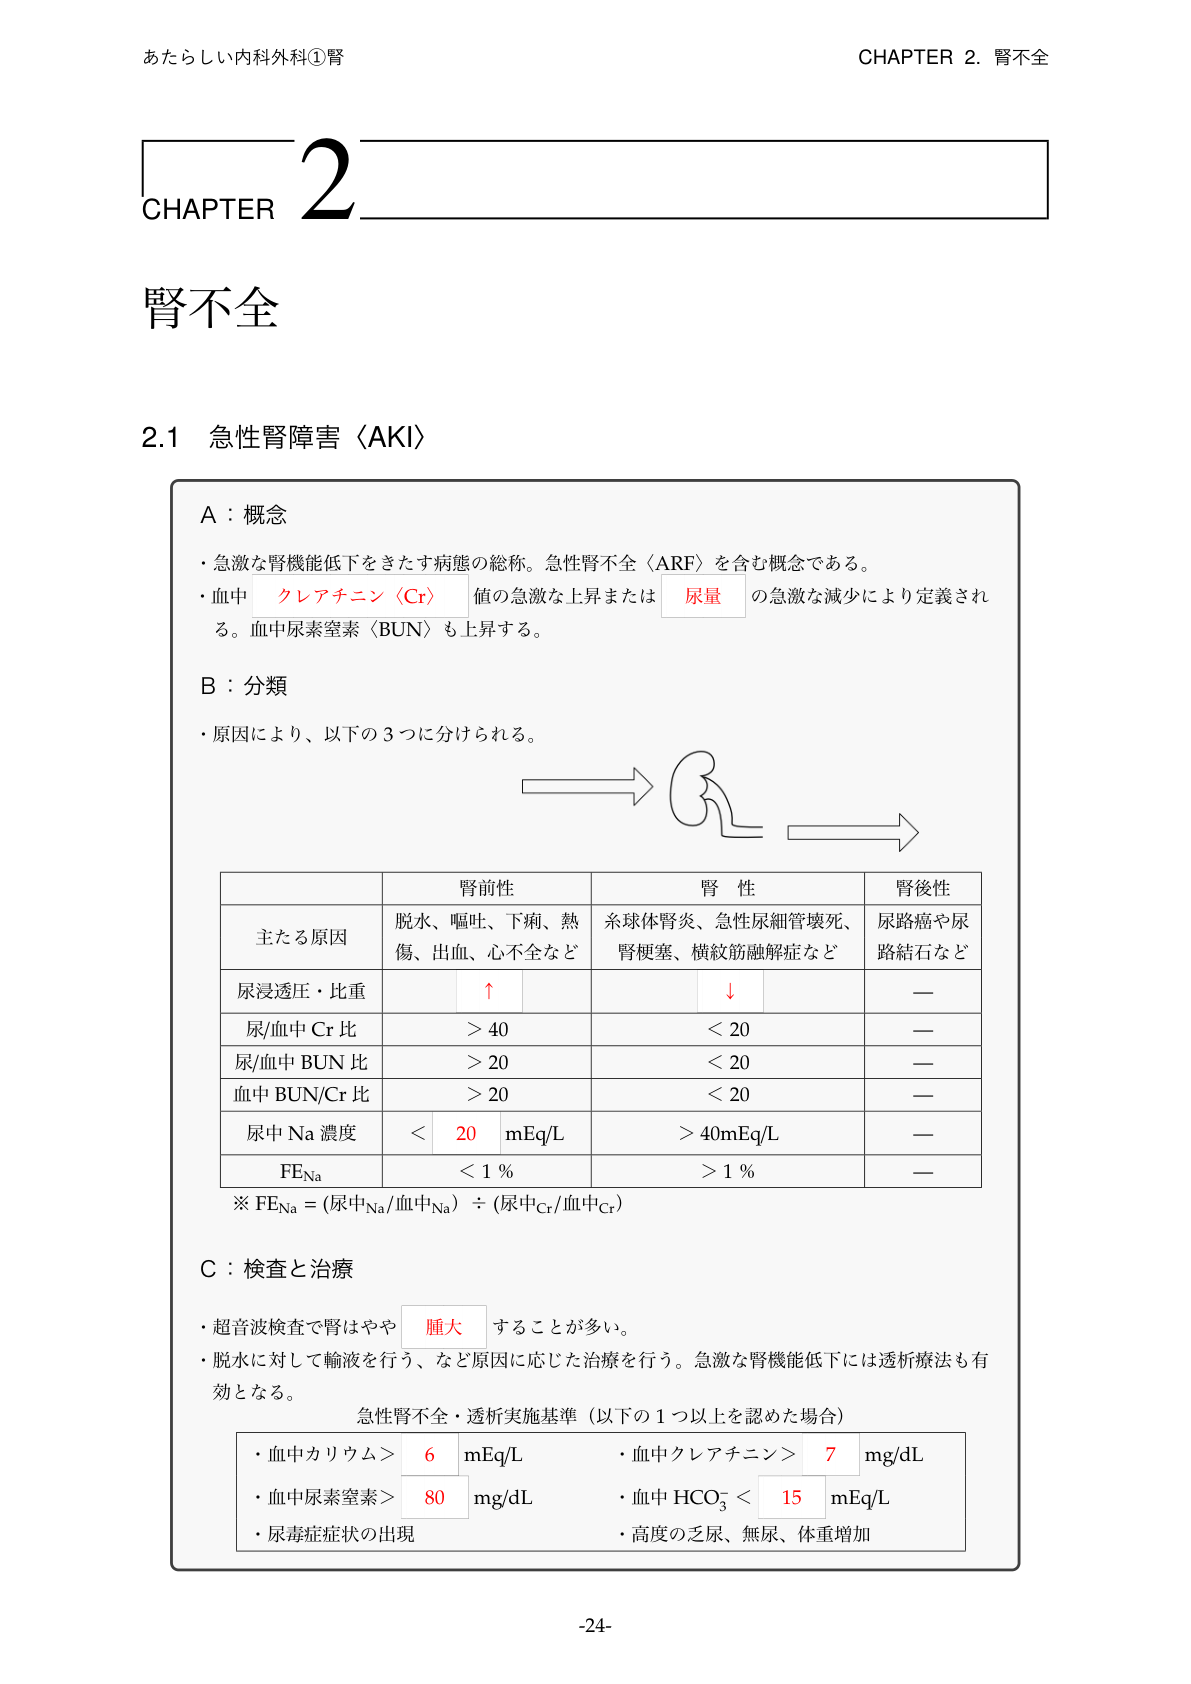 あたらしい内科外科①腎　CHAPTER 2. 腎不全
CHAPTER 2
腎不全
2.1　急性腎障害〈AKI〉
A：概念
・急激な腎機能低下をきたす病態の総称。急性腎不全〈ARF〉を含む概念である。
・血中 クレアチニン〈Cr〉 値の急激な上昇または 尿量 の急激な減少により定義され
る。血中尿素窒素〈BUN〉も上昇する。
B：分類
・原因により、以下の3つに分けられる。
腎前性　腎　性　腎後性
主たる原因　脱水、嘔吐、下痢、熱傷、出血、心不全など　糸球体腎炎、急性尿細管壊死、腎梗塞、横紋筋融解症など　尿路癌や尿路結石など
尿浸透圧・比重　↑　↓　―
尿/血中 Cr 比　＞40　＜20　―
尿/血中 BUN 比　＞20　＜20　―
血中 BUN/Cr 比　＞20　＜20　―
尿中 Na 濃度　＜ 20 mEq/L　＞40mEq/L　―
FENa　＜1 %　＞1 %　―
※ FENa = (尿中Na/血中Na）÷ (尿中Cr/血中Cr）
C：検査と治療
・超音波検査で腎はやや 腫大 することが多い。
・脱水に対して輸液を行う、など原因に応じた治療を行う。急激な腎機能低下には透析療法も有
効となる。
急性腎不全・透析実施基準（以下の1つ以上を認めた場合）
・血中カリウム＞ 6 mEq/L　・血中クレアチニン＞ 7 mg/dL
・血中尿素窒素＞ 80 mg/dL　・血中 HCO₃⁻ ＜ 15 mEq/L
・尿毒症症状の出現　・高度の乏尿、無尿、体重増加
-24-